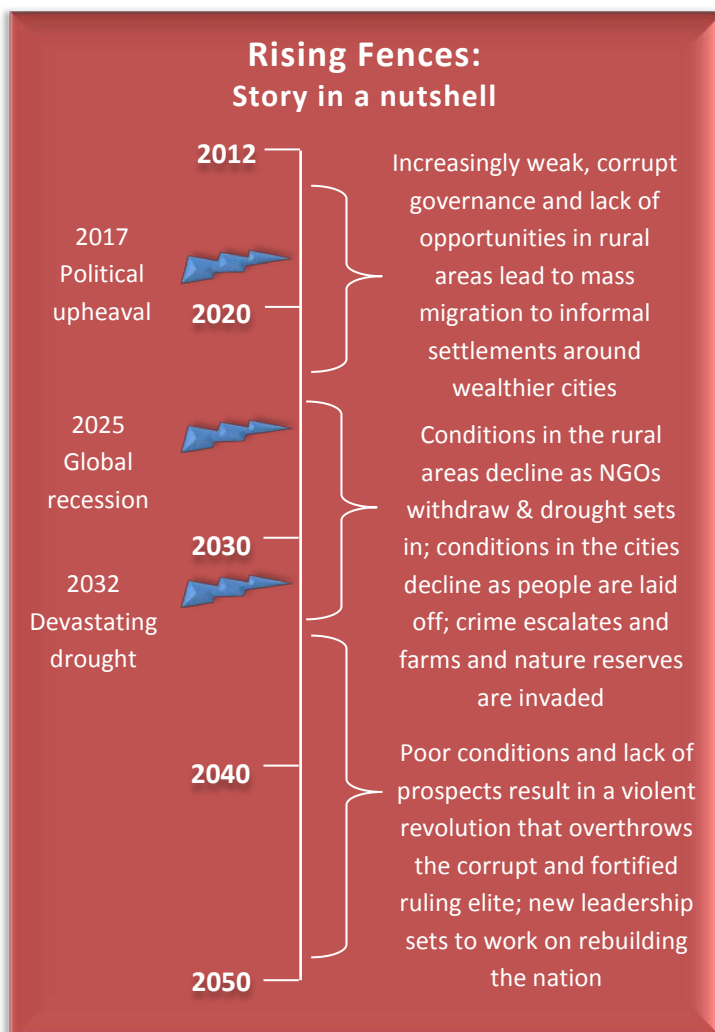 Rising Fences:
Story in a nutshell
2012
Increasingly weak, corrupt
governance and lack of
opportunities in rural
areas lead to mass
migration to informal
settlements around
wealthier cities
2017
Political
upheaval
2020
2025
Global
recession
Conditions in the rural
areas decline as NGOs
withdraw & drought sets
in; conditions in the cities
decline as people are laid
off; crime escalates and
farms and nature reserves
are invaded
2030
2032
Devastating
drought
2040
Poor conditions and lack of
prospects result in a violent
revolution that overthrows
the corrupt and fortified
ruling elite; new leadership
sets to work on rebuilding
the nation
2050